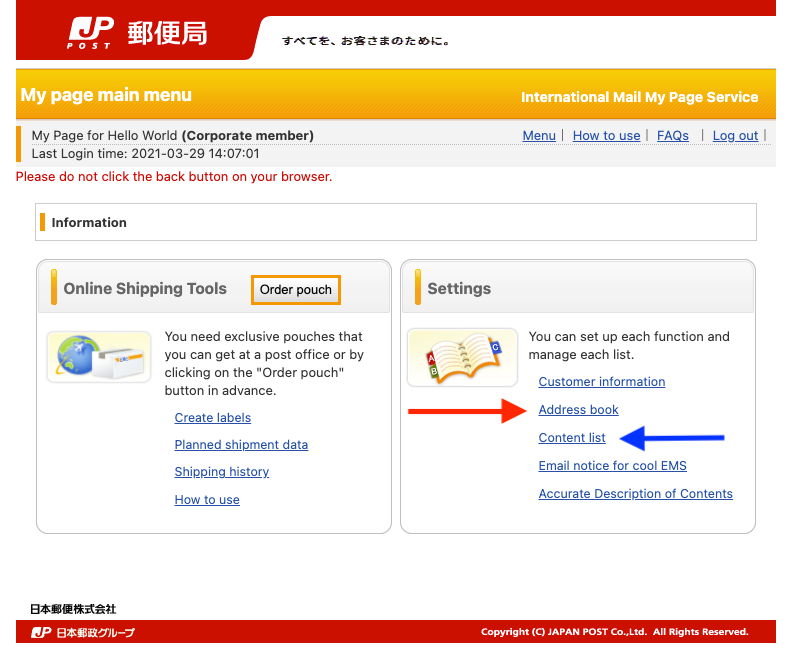 JP
POST
郵便局
すべてを、お客さまのために。
My page main menu
International Mail My Page Service
My Page for Hello World (Corporate member)
Menu | How to use | FAQs | Log out |
Last Login time: 2021-03-29 14:07:01
Please do not click the back button on your browser.
Information
Online Shipping Tools
Order pouch
You need exclusive pouches that
you can get at a post office or by
clicking on the "Order pouch"
button in advance.
Create labels
Planned shipment data
Shipping history
How to use
Settings
A
B
C
You can set up each function and
manage each list.
Customer information
Address book
Content list
Email notice for cool EMS
Accurate Description of Contents
日本郵便株式会社
JP 日本郵政グループ
Copyright (C) JAPAN POST Co.,Ltd. All Rights Reserved.